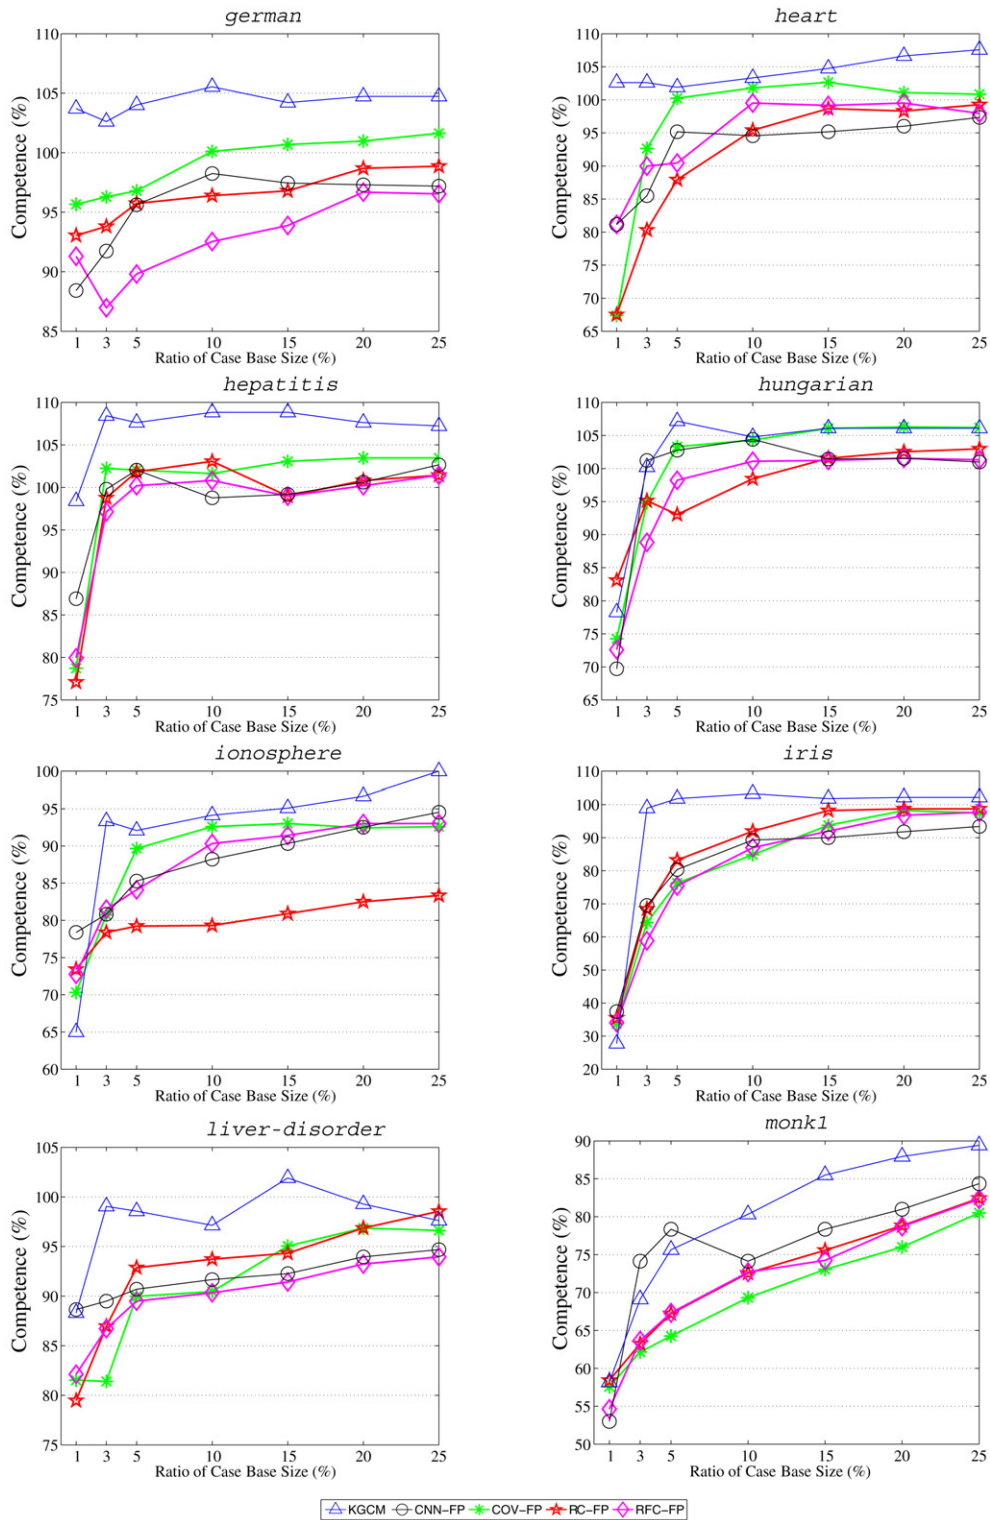 german
heart
110
105
100
95
90
85
Competence (%)
1 3 5 10 15 20 25
Ratio of Case Base Size (%)
110
105
100
95
90
85
80
75
70
65
Competence (%)
1 3 5 10 15 20 25
Ratio of Case Base Size (%)
hepatitis
hungarian
110
105
100
95
90
85
80
75
Competence (%)
1 3 5 10 15 20 25
Ratio of Case Base Size (%)
110
105
100
95
90
85
80
75
70
65
Competence (%)
1 3 5 10 15 20 25
Ratio of Case Base Size (%)
ionosphere
iris
100
95
90
85
80
75
70
65
60
Competence (%)
1 3 5 10 15 20 25
Ratio of Case Base Size (%)
110
100
90
80
70
60
50
40
30
20
Competence (%)
1 3 5 10 15 20 25
Ratio of Case Base Size (%)
liver-disorder
monk1
105
100
95
90
85
80
75
Competence (%)
1 3 5 10 15 20 25
Ratio of Case Base Size (%)
90
85
80
75
70
65
60
55
50
Competence (%)
1 3 5 10 15 20 25
Ratio of Case Base Size (%)
KGCM CNN-FP COV-FP RC-FP RFC-FP